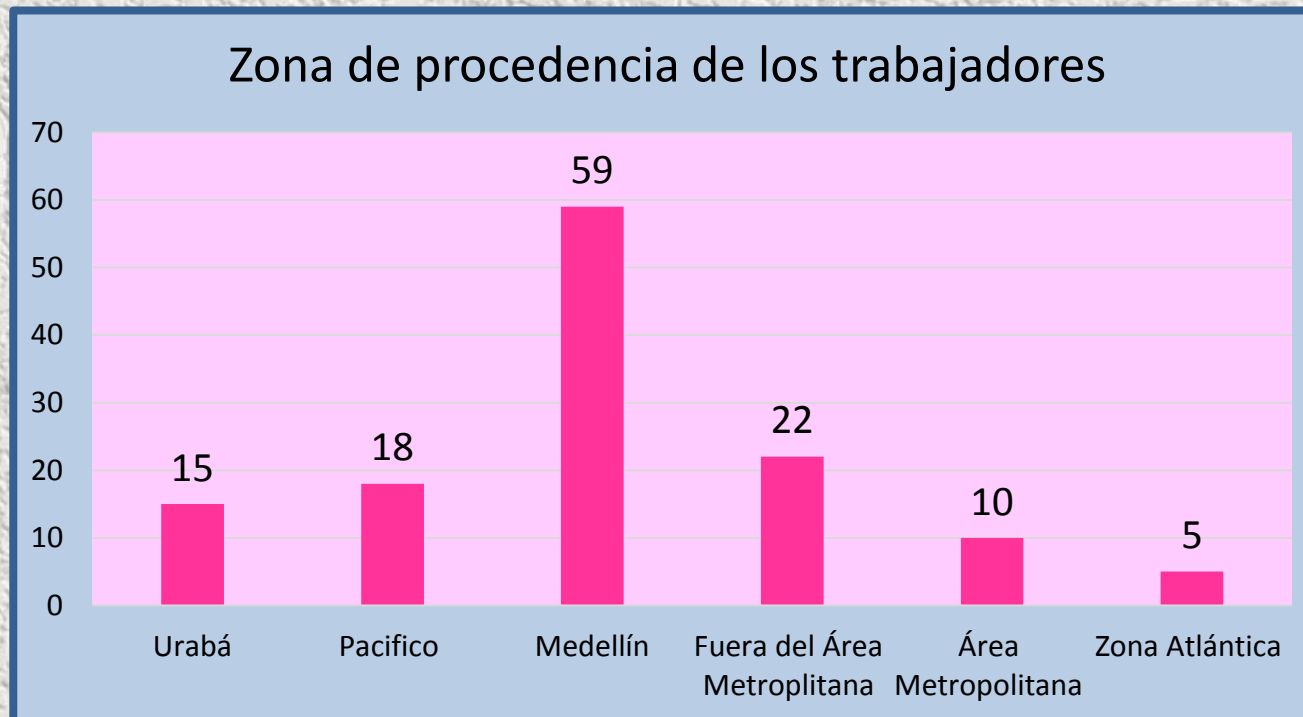 Zona de procedencia de los trabajadores
70
60
50
40
30
20
10
0
15
18
59
22
10
5
Urabá
Pacifico
Medellín
Fuera del Área
Metroplitana
Área
Metropolitana
Zona Atlántica